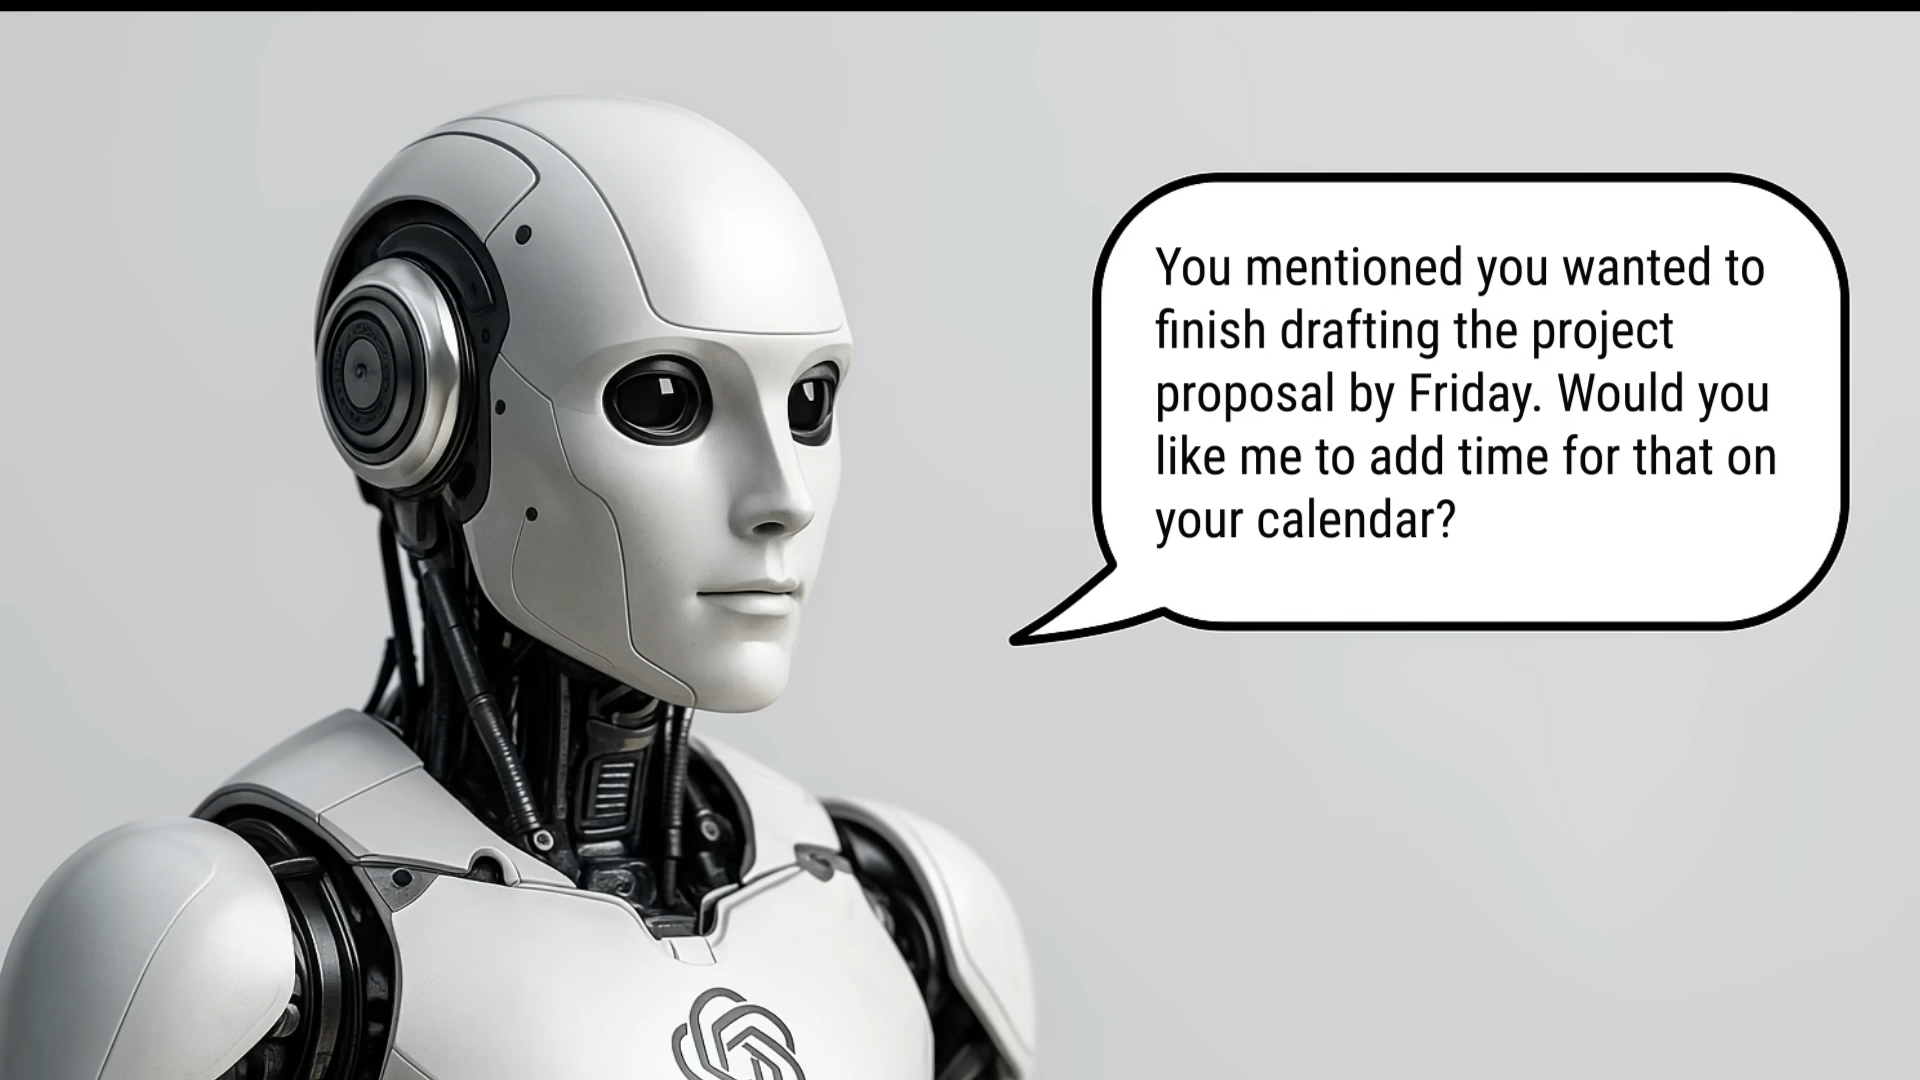 You mentioned you wanted to
finish drafting the project
proposal by Friday. Would you
like me to add time for that on
your calendar?